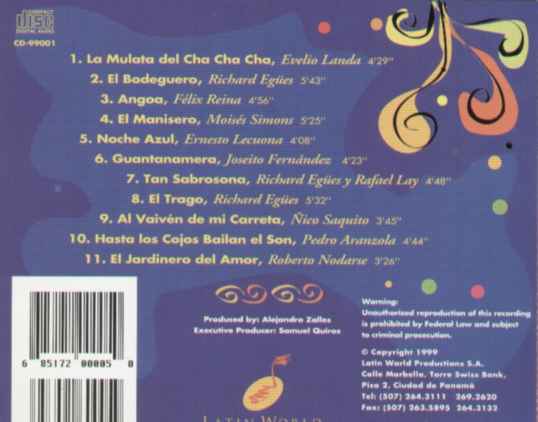 COMPACT
disc
DIGITAL AUDIO
CD-99001
1. La Mulata del Cha Cha Cha, Evelio Landa 4'29"
2. El Bodeguero, Richard Egües 5'43"
3. Angoa, Félix Reina 4'56"
4. El Manisero, Moisés Simons 5'25"
5. Noche Azul, Ernesto Lecuona 4'08"
6. Guantanamera, Joseito Fernández 4'23"
7. Tan Sabrosona, Richard Egües y Rafael Lay 4'48"
8. El Trago, Richard Egües 5'32"
9. Al Vaivén de mi Carreta, Ñico Saquito 3'45"
10. Hasta los Cojos Bailan el Son, Pedro Aranzola 4'44"
11. El Jardinero del Amor, Roberto Nodarse 3'26"
Produced by: Alejandro Zalles
Executive Producer: Samuel Quiros
6 85172 00005 0
LATIN WORLD
Warning:
Unauthorized reproduction of this recording
is prohibited by Federal Law and subject
to criminal prosecution.
© Copyright 1999
Latin World Productions S.A.
Calle Marbella, Torre Swiss Bank,
Piso 2, Ciudad de Panamá
Tel: (507) 264.3111 269.2620
Fax: (507) 263.5895 264.3132